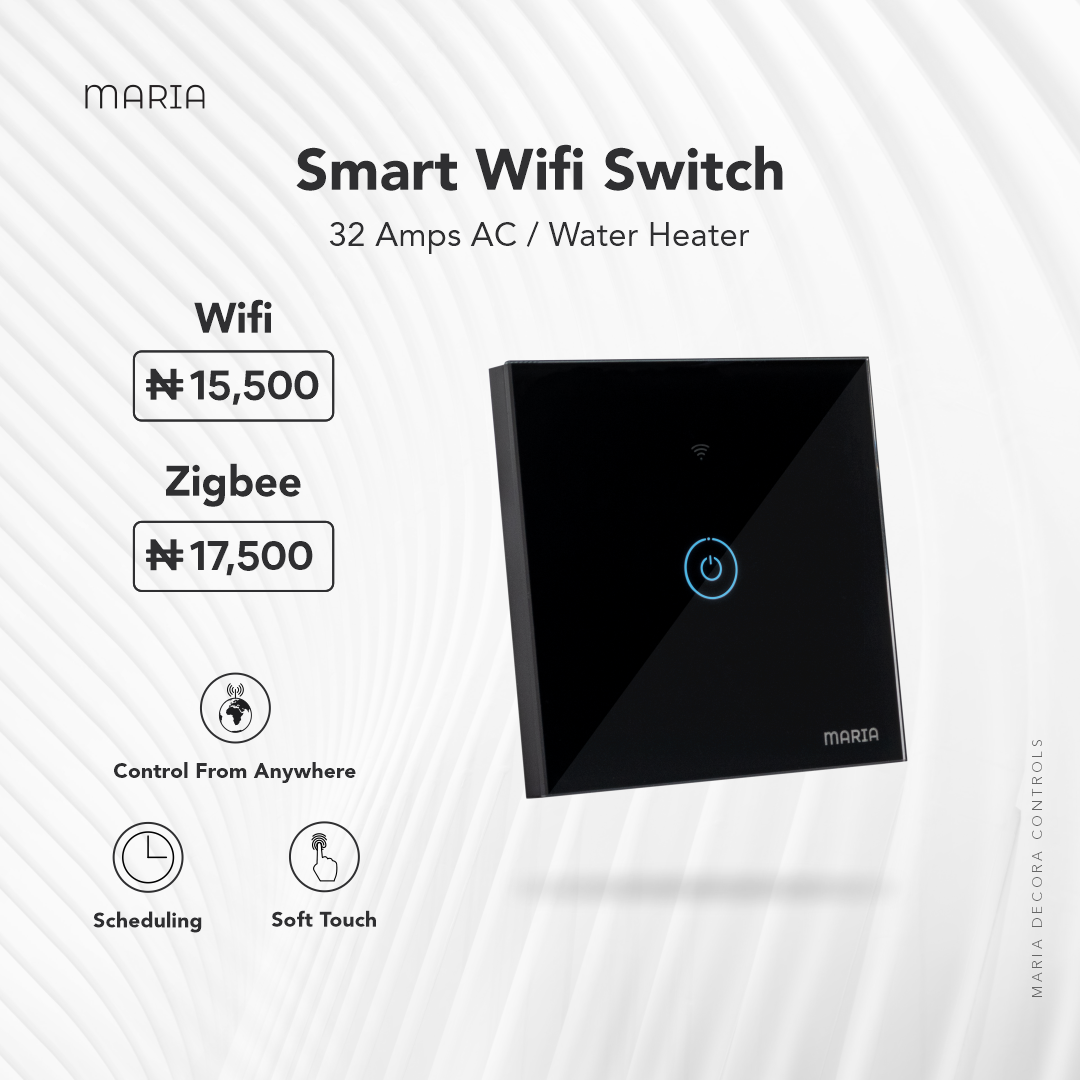 MARIA
Smart Wifi Switch
32 Amps AC / Water Heater
Wifi
₦15,500
Zigbee
₦17,500
Control From Anywhere
Scheduling
Soft Touch
MARIA
MARIA DECORA CONTROLS